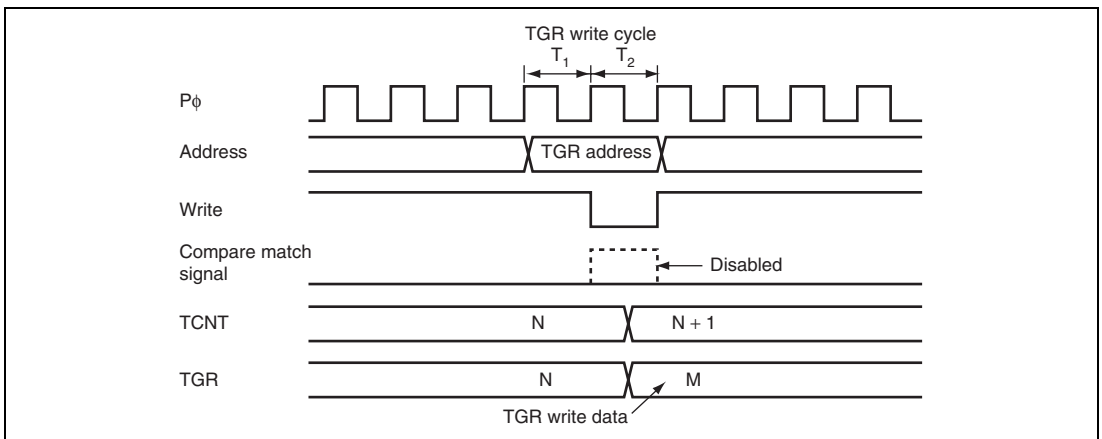 TGR write cycle
T1 T2
Pϕ
Address TGR address
Write
Compare match
signal Disabled
TCNT N N + 1
TGR N M
TGR write data